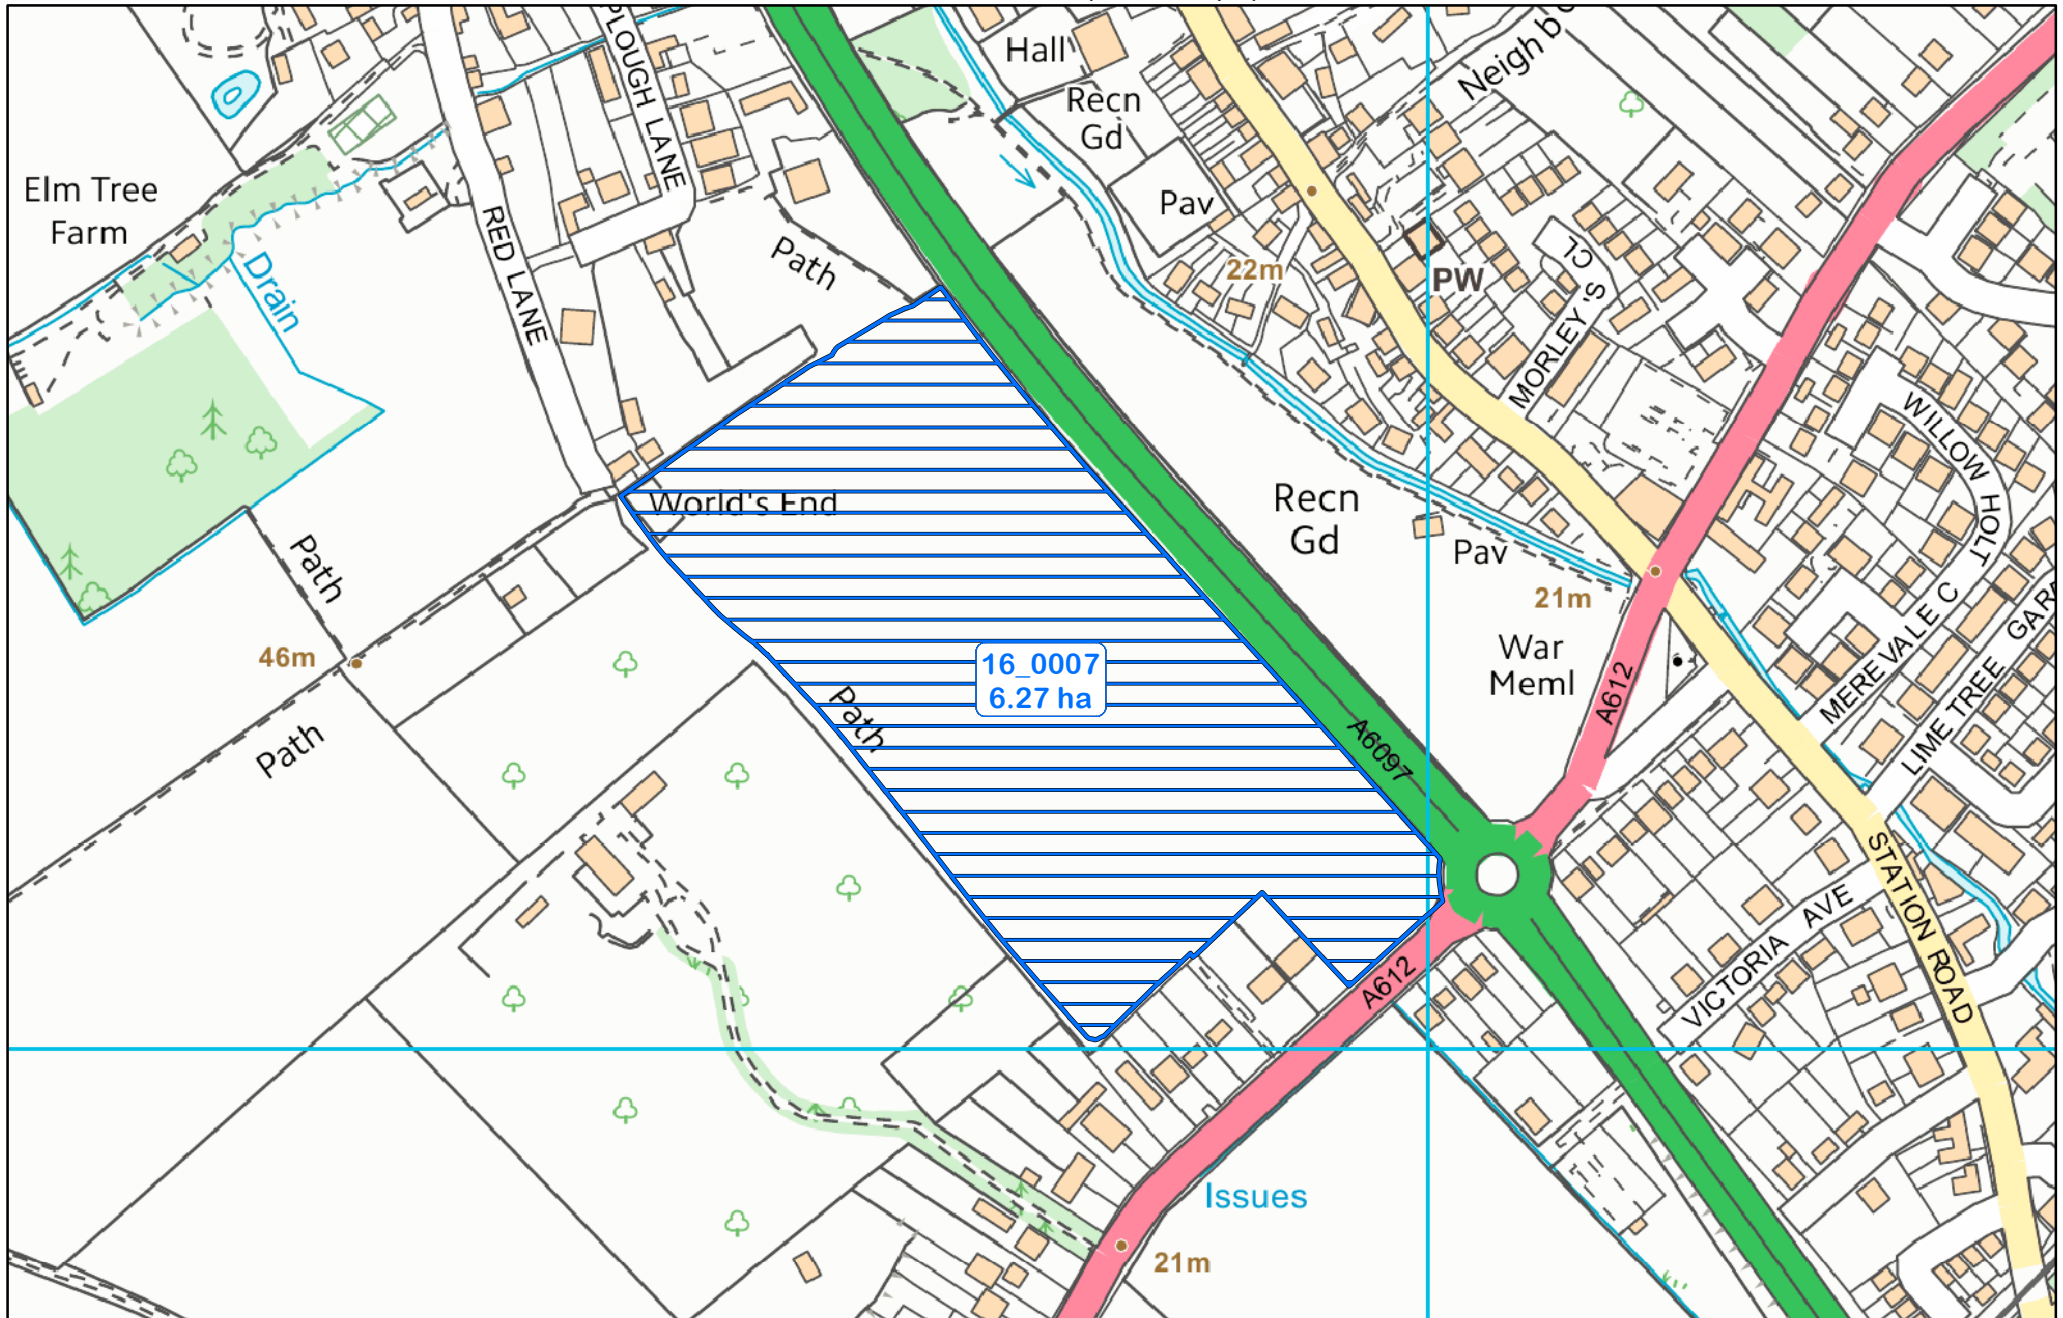 Hall
Recn
Gd
Neighb
PLOUGH LANE
Elm Tree
Farm
RED LANE
Drain
Path
Pav
22m
PW
MORLEY'S CL
WILLOW HOLT
World's End
Recn
Gd
Pav
21m
War
Meml
A612
MEREVALE C
LIME TREE GAR
Path
46m
Path
Path
16_0007
6.27 ha
A6097
STATION ROAD
VICTORIA AVE
A612
Issues
21m